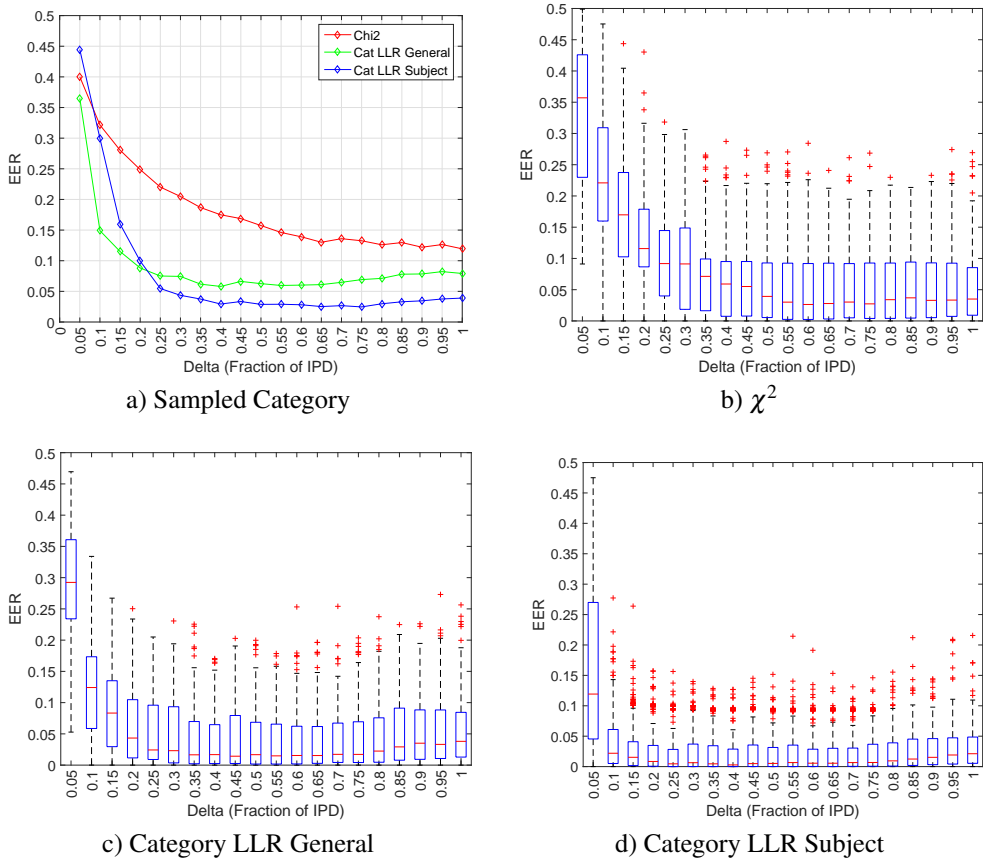 0.5
0.45
0.4
0.35
0.3
0.25
0.2
0.15
0.1
0.05
0
EER
Chi2
Cat LLR General
Cat LLR Subject
0 0.05 0.1 0.15 0.2 0.25 0.3 0.35 0.4 0.45 0.5 0.55 0.6 0.65 0.7 0.75 0.8 0.85 0.9 0.95 1
Delta (Fraction of IPD)
a) Sampled Category
0.5
0.45
0.4
0.35
0.3
0.25
0.2
0.15
0.1
0.05
0
EER
0.05 0.1 0.15 0.2 0.25 0.3 0.35 0.4 0.45 0.5 0.55 0.6 0.65 0.7 0.75 0.8 0.85 0.9 0.95 1
Delta (Fraction of IPD)
b) χ²
0.5
0.45
0.4
0.35
0.3
0.25
0.2
0.15
0.1
0.05
0
EER
0.05 0.1 0.15 0.2 0.25 0.3 0.35 0.4 0.45 0.5 0.55 0.6 0.65 0.7 0.75 0.8 0.85 0.9 0.95 1
Delta (Fraction of IPD)
c) Category LLR General
0.5
0.45
0.4
0.35
0.3
0.25
0.2
0.15
0.1
0.05
0
EER
0.05 0.1 0.15 0.2 0.25 0.3 0.35 0.4 0.45 0.5 0.55 0.6 0.65 0.7 0.75 0.8 0.85 0.9 0.95 1
Delta (Fraction of IPD)
d) Category LLR Subject